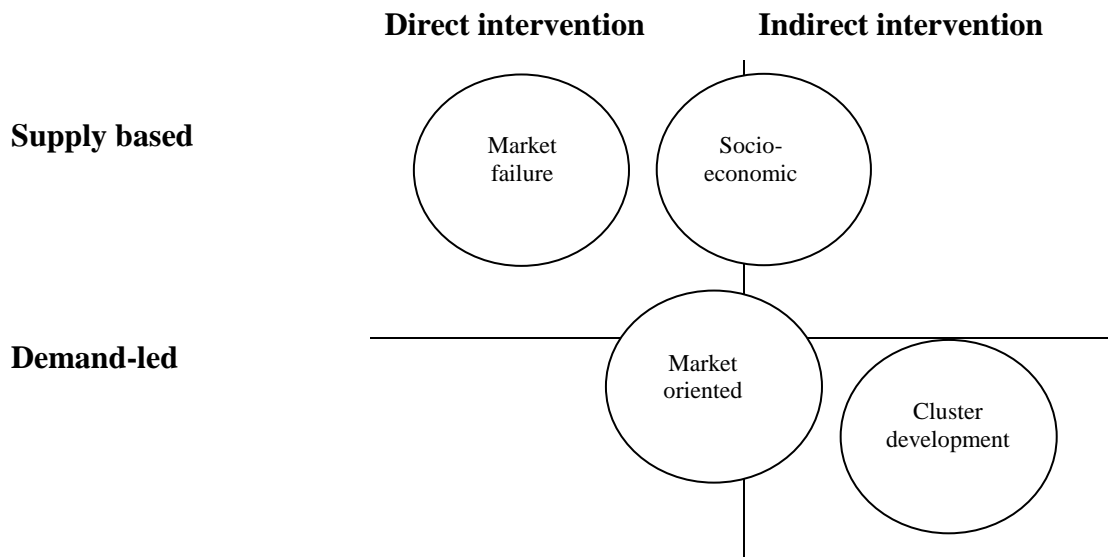 Direct intervention
Indirect intervention
Supply based
Market
failure
Socio-
economic
Demand-led
Market
oriented
Cluster
development